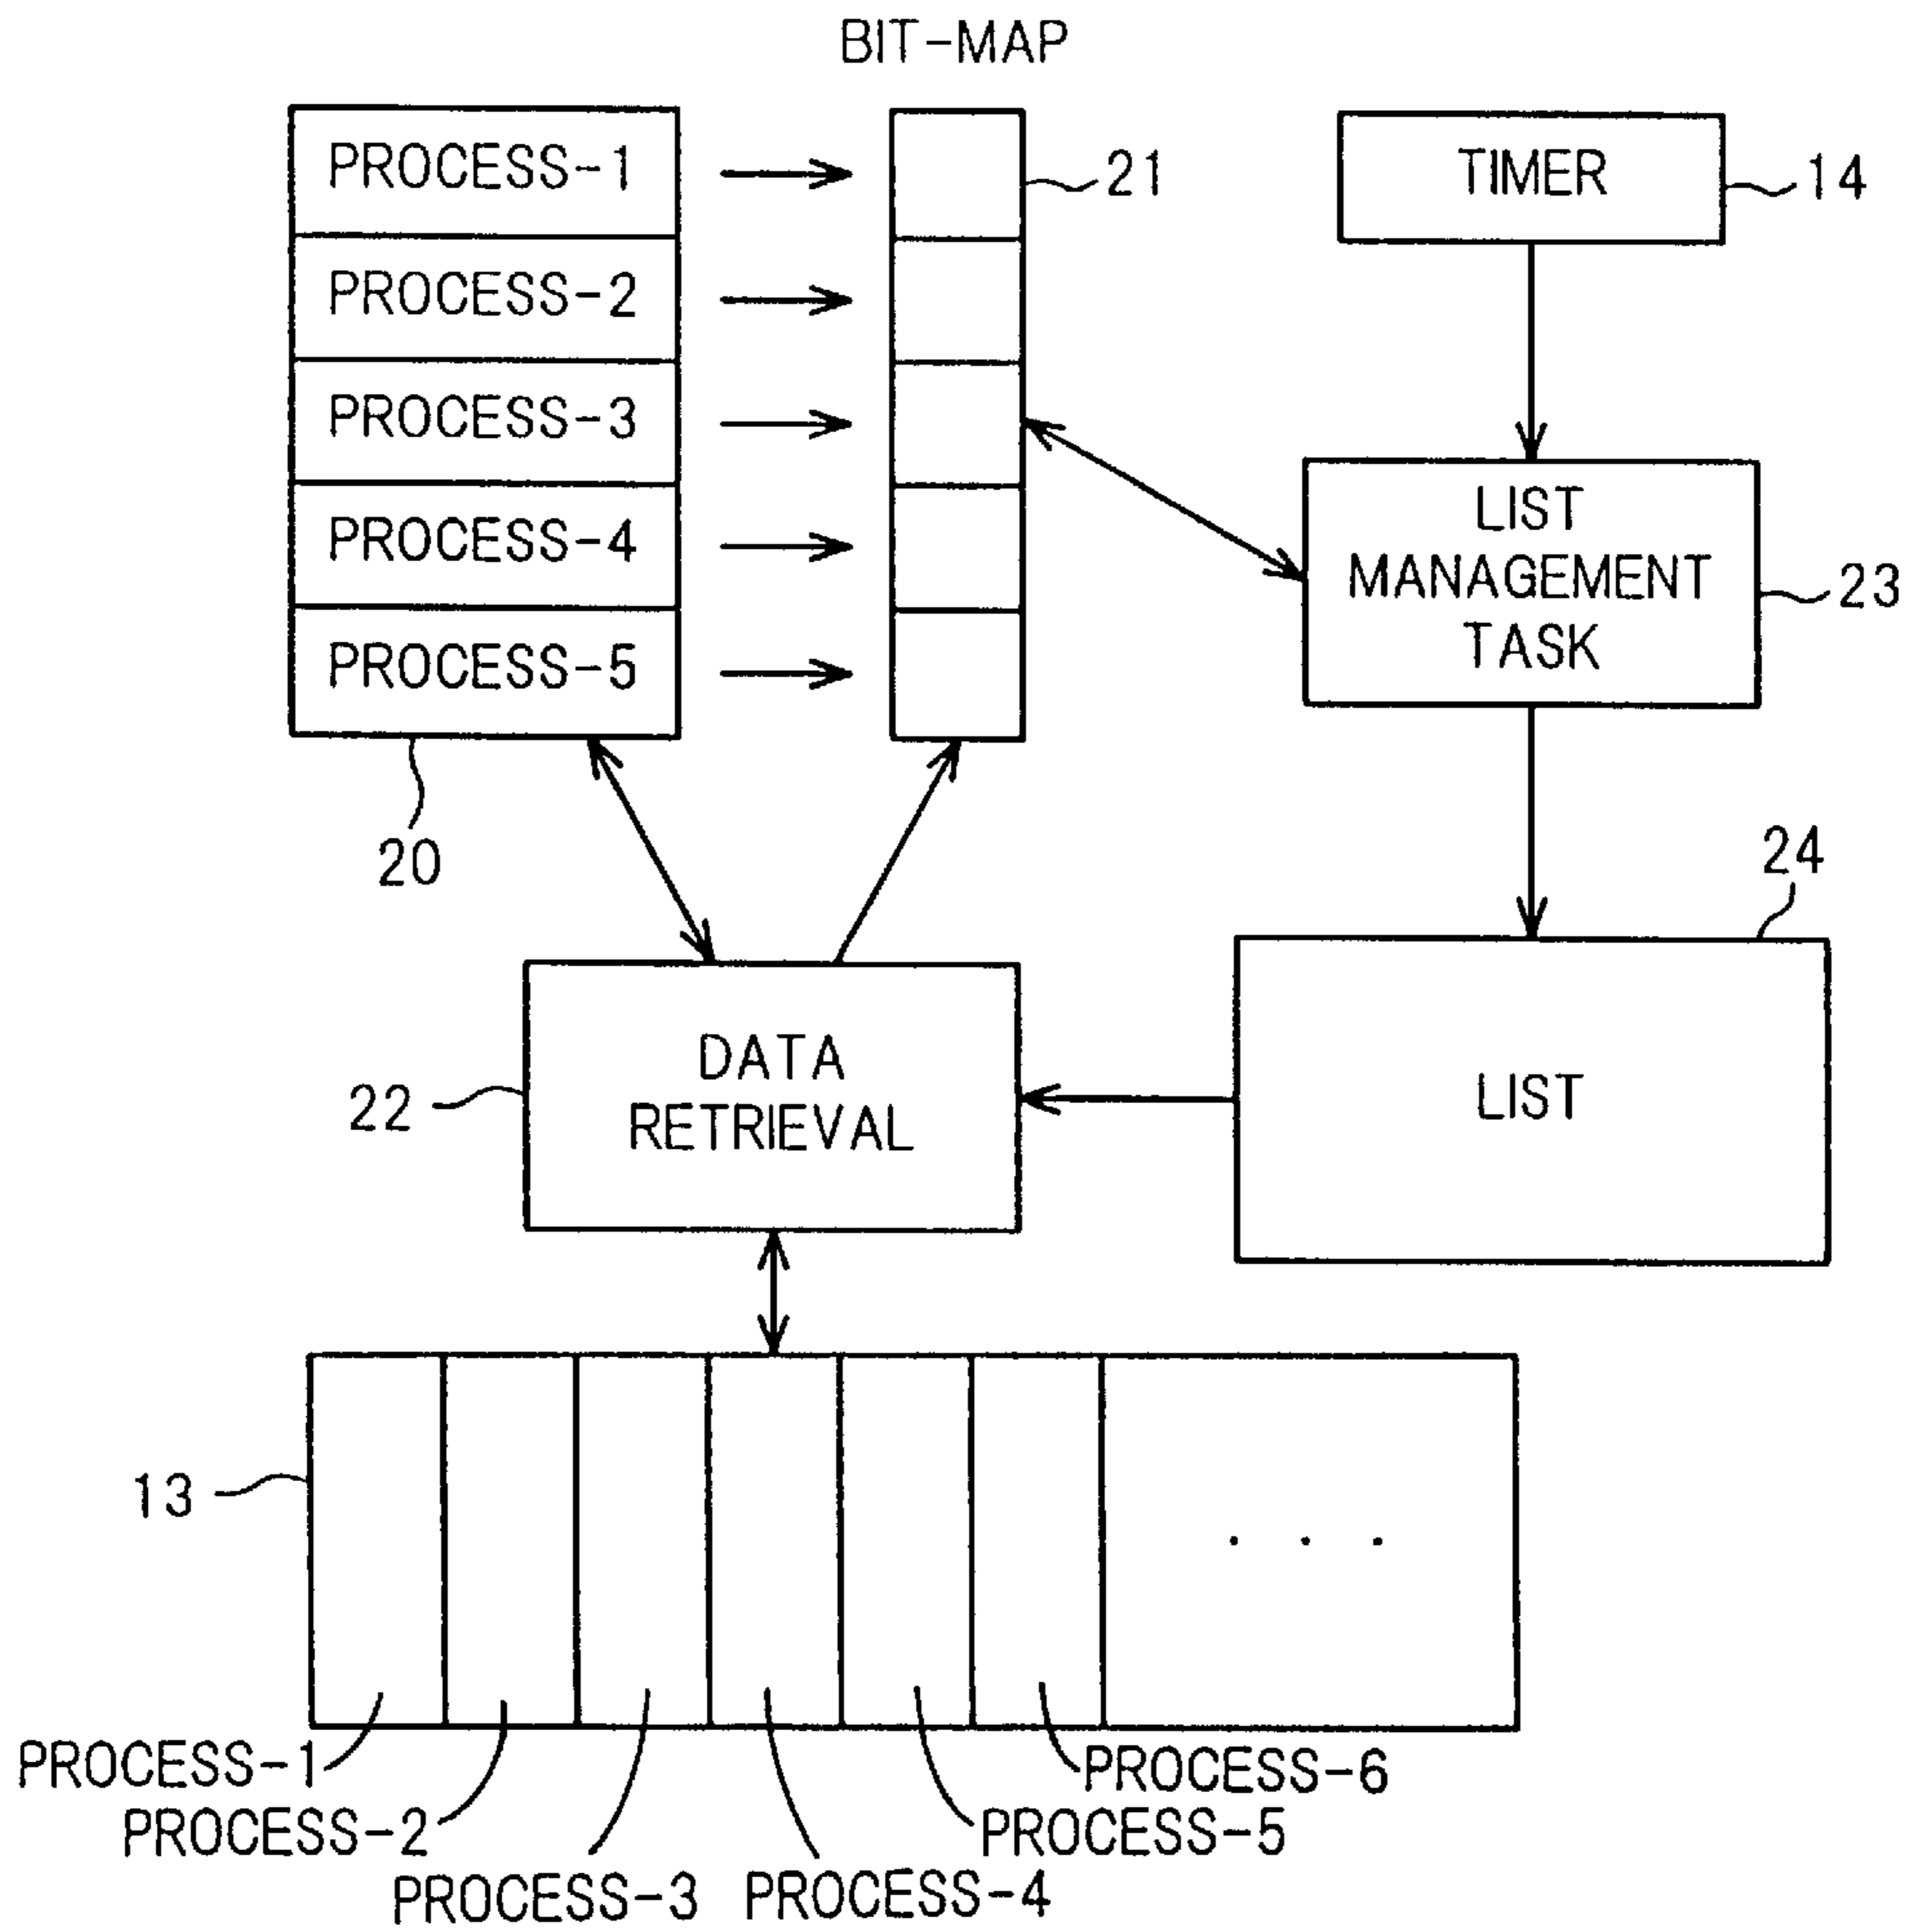 BIT-MAP
PROCESS-1
21
TIMER
14
PROCESS-2
PROCESS-3
PROCESS-4
PROCESS-5
LIST
MANAGEMENT
TASK
23
20
24
DATA
RETRIEVAL
22
LIST
13
. . .
PROCESS-1
PROCESS-2
PROCESS-3
PROCESS-4
PROCESS-5
PROCESS-6